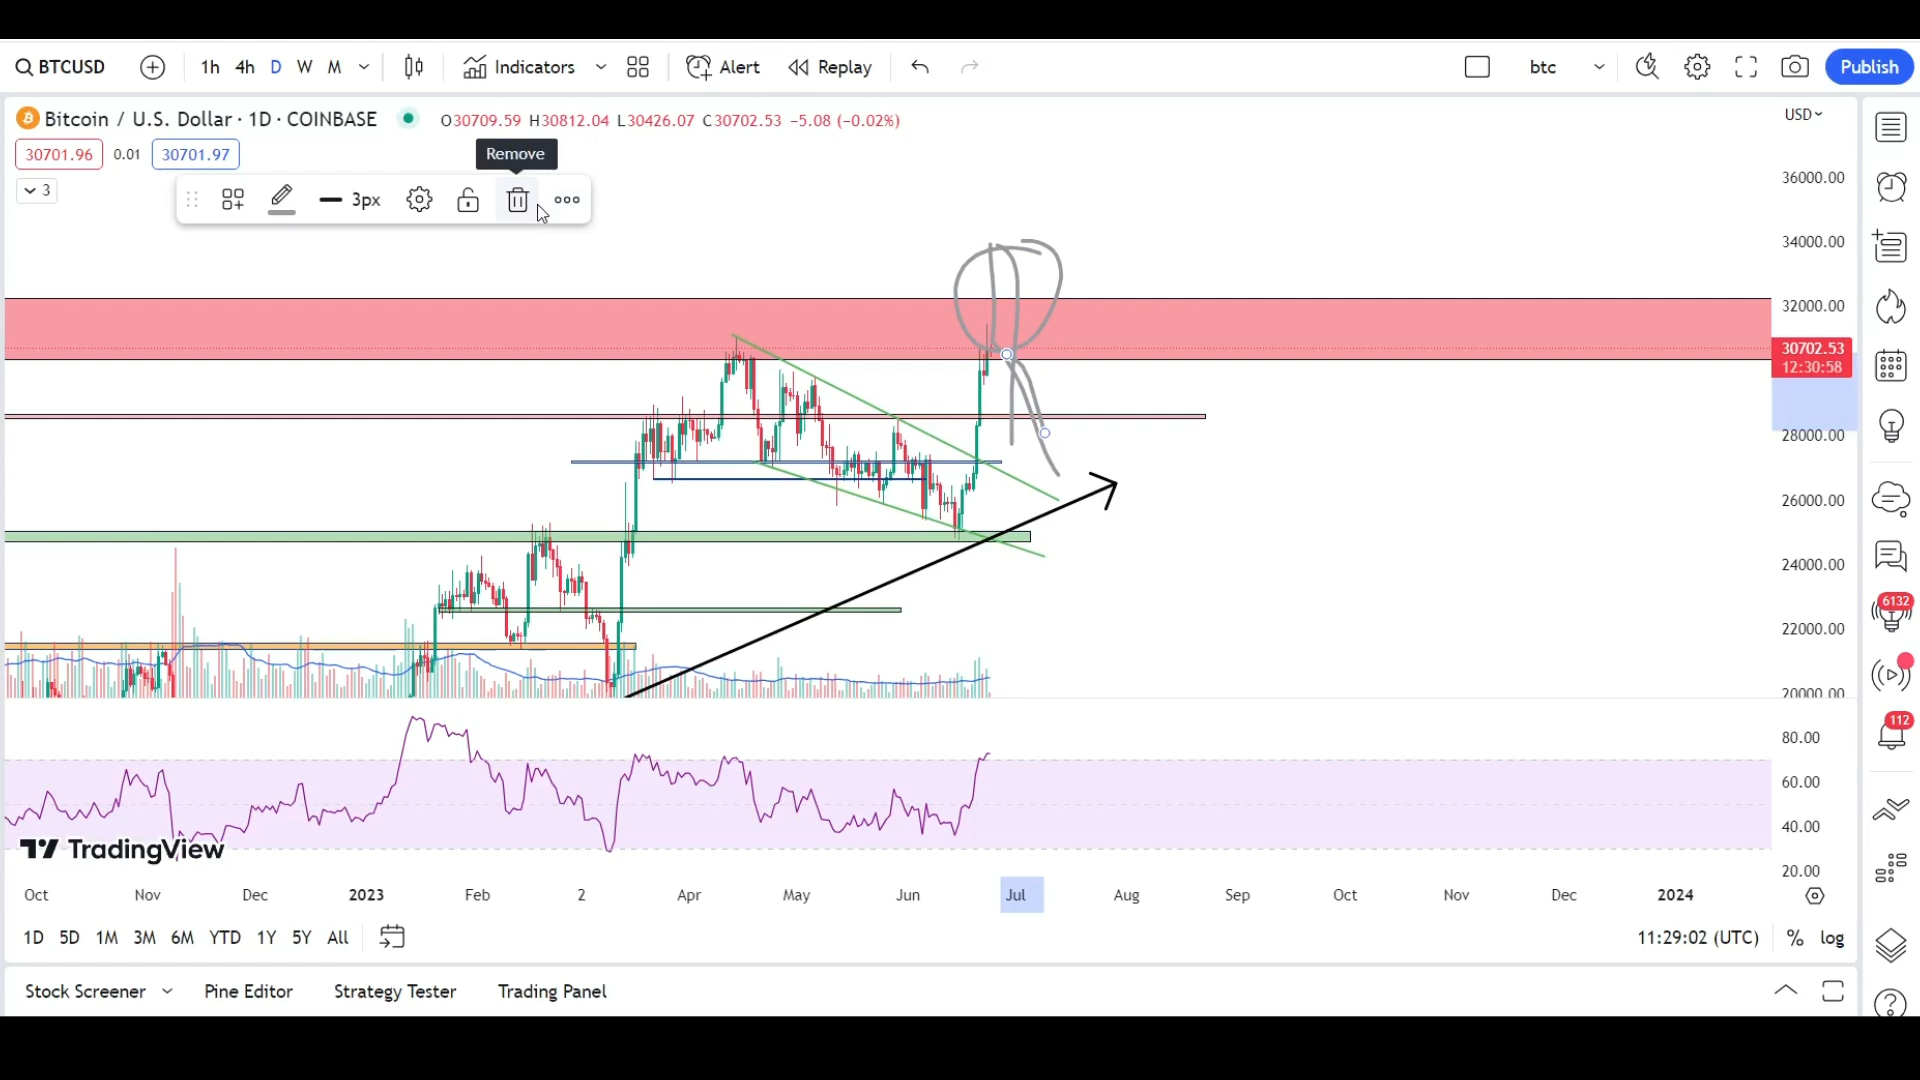 BTCUSD 1h 4h D W M Indicators Alert Replay btc Publish
Bitcoin / U.S. Dollar · 1D · COINBASE O30709.59 H30812.04 L30426.07 C30702.53 −5.08 (−0.02%) USD
30701.96 0.01 30701.97 Remove
3
3px
36000.00
34000.00
32000.00
30702.53
12:30:58
28000.00
26000.00
24000.00
22000.00
20000.00
6132
112
80.00
60.00
40.00
20.00
TradingView
Oct Nov Dec 2023 Feb 2 Apr May Jun Jul Aug Sep Oct Nov Dec 2024
1D 5D 1M 3M 6M YTD 1Y 5Y All 11:29:02 (UTC) % log
Stock Screener Pine Editor Strategy Tester Trading Panel